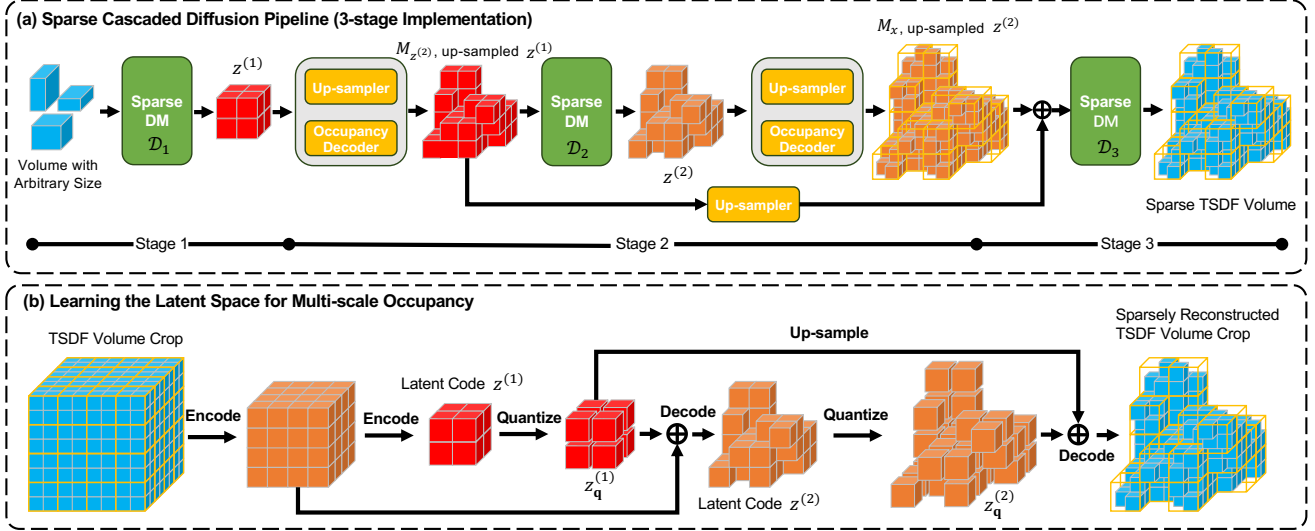 (a) Sparse Cascaded Diffusion Pipeline (3-stage Implementation)
Volume with
Arbitrary Size
Sparse
DM
𝒟₁
z⁽¹⁾
Up-sampler
Occupancy
Decoder
M_{z⁽²⁾}, up-sampled z⁽¹⁾
Sparse
DM
𝒟₂
z⁽²⁾
Up-sampler
Occupancy
Decoder
M_x, up-sampled z⁽²⁾
Up-sampler
Sparse
DM
𝒟₃
Sparse TSDF Volume
Stage 1
Stage 2
Stage 3
(b) Learning the Latent Space for Multi-scale Occupancy
TSDF Volume Crop
Encode
Encode
Latent Code z⁽¹⁾
Quantize
z_q⁽¹⁾
Decode
Latent Code z⁽²⁾
Quantize
z_q⁽²⁾
Up-sample
Decode
Sparsely Reconstructed
TSDF Volume Crop